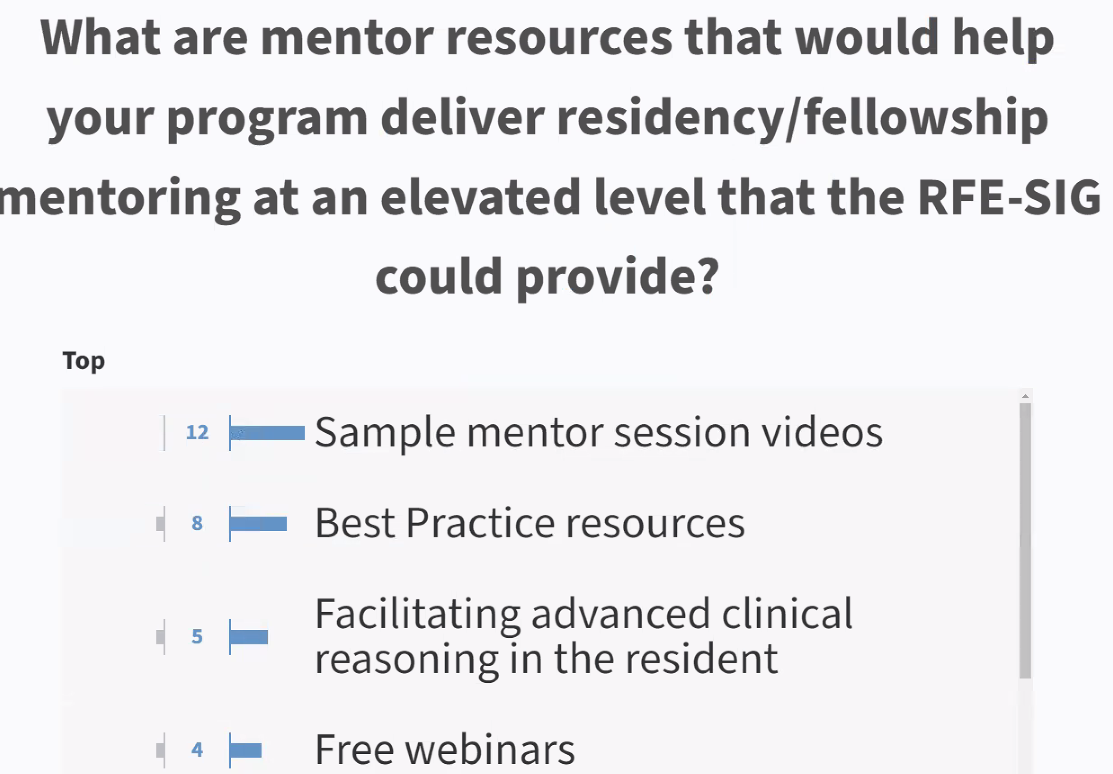 What are mentor resources that would help
your program deliver residency/fellowship
mentoring at an elevated level that the RFE-SIG
could provide?
Top
12 Sample mentor session videos
8 Best Practice resources
5 Facilitating advanced clinical
reasoning in the resident
4 Free webinars